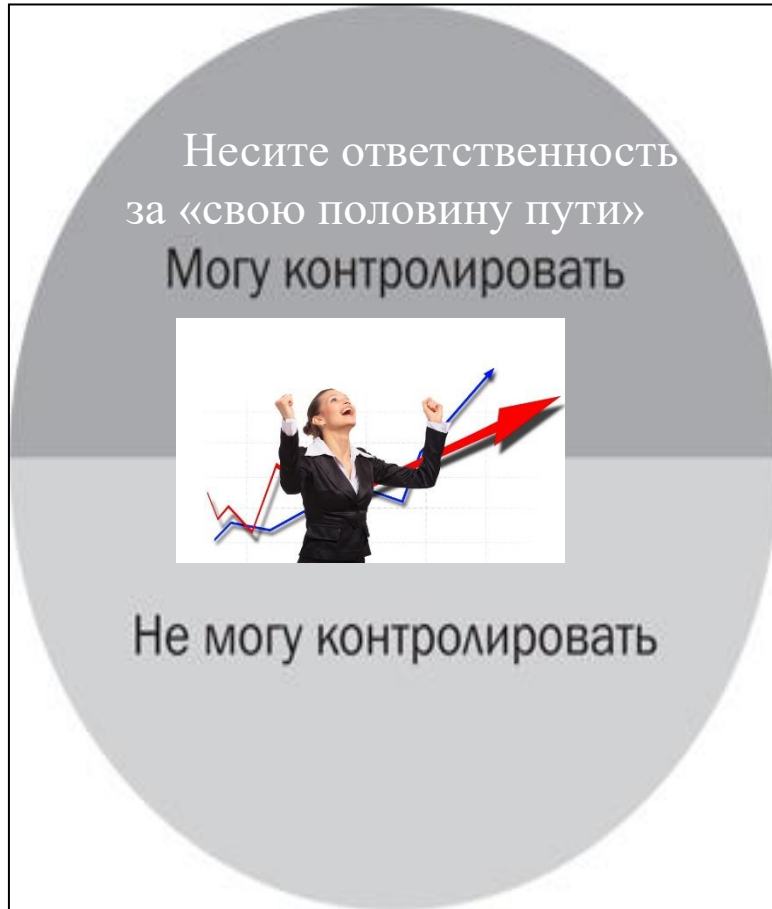 Несите ответственность
за «свою половину пути»
Могу контролировать
Не могу контролировать